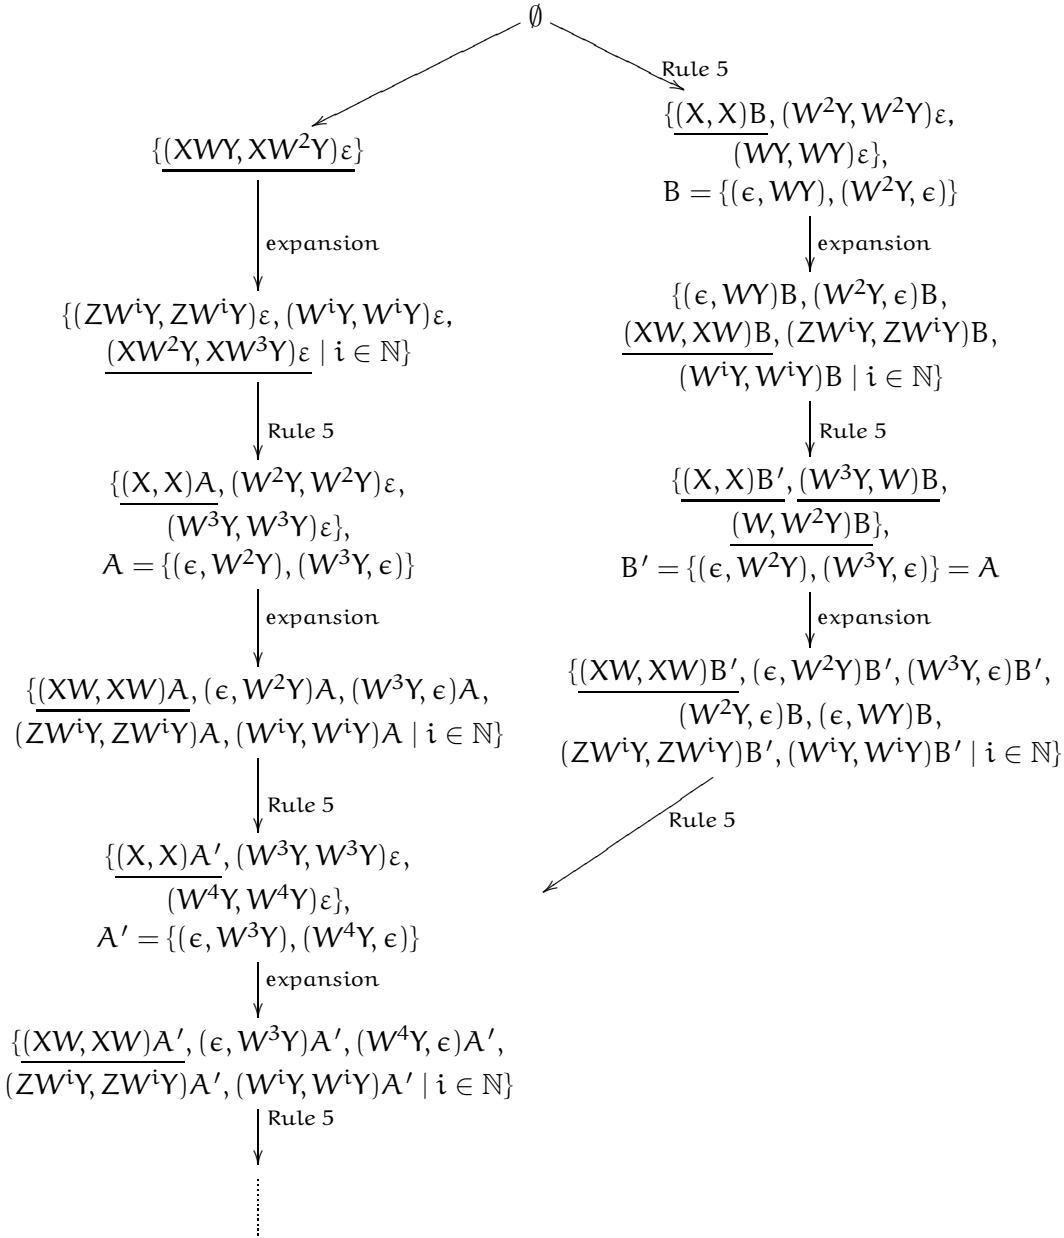 ∅
Rule 5
{(XWY, XW²Y)ε}
expansion
{(ZWⁱY, ZWⁱY)ε, (WⁱY, WⁱY)ε,
(XW²Y, XW³Y)ε | i ∈ ℕ}
Rule 5
{(X, X)A, (W²Y, W²Y)ε,
(W³Y, W³Y)ε},
A = {(ϵ, W²Y), (W³Y, ϵ)}
expansion
{(XW, XW)A, (ϵ, W²Y)A, (W³Y, ϵ)A,
(ZWⁱY, ZWⁱY)A, (WⁱY, WⁱY)A | i ∈ ℕ}
Rule 5
{(X, X)A′, (W³Y, W³Y)ε,
(W⁴Y, W⁴Y)ε},
A′ = {(ϵ, W³Y), (W⁴Y, ϵ)}
expansion
{(XW, XW)A′, (ϵ, W³Y)A′, (W⁴Y, ϵ)A′,
(ZWⁱY, ZWⁱY)A′, (WⁱY, WⁱY)A′ | i ∈ ℕ}
Rule 5
{(X, X)B, (W²Y, W²Y)ε,
(WY, WY)ε},
B = {(ϵ, WY), (W²Y, ϵ)}
expansion
{(ϵ, WY)B, (W²Y, ϵ)B,
(XW, XW)B, (ZWⁱY, ZWⁱY)B,
(WⁱY, WⁱY)B | i ∈ ℕ}
Rule 5
{(X, X)B′, (W³Y, W)B,
(W, W²Y)B},
B′ = {(ϵ, W²Y), (W³Y, ϵ)} = A
expansion
{(XW, XW)B′, (ϵ, W²Y)B′, (W³Y, ϵ)B′,
(W²Y, ϵ)B, (ϵ, WY)B,
(ZWⁱY, ZWⁱY)B′, (WⁱY, WⁱY)B′ | i ∈ ℕ}
Rule 5